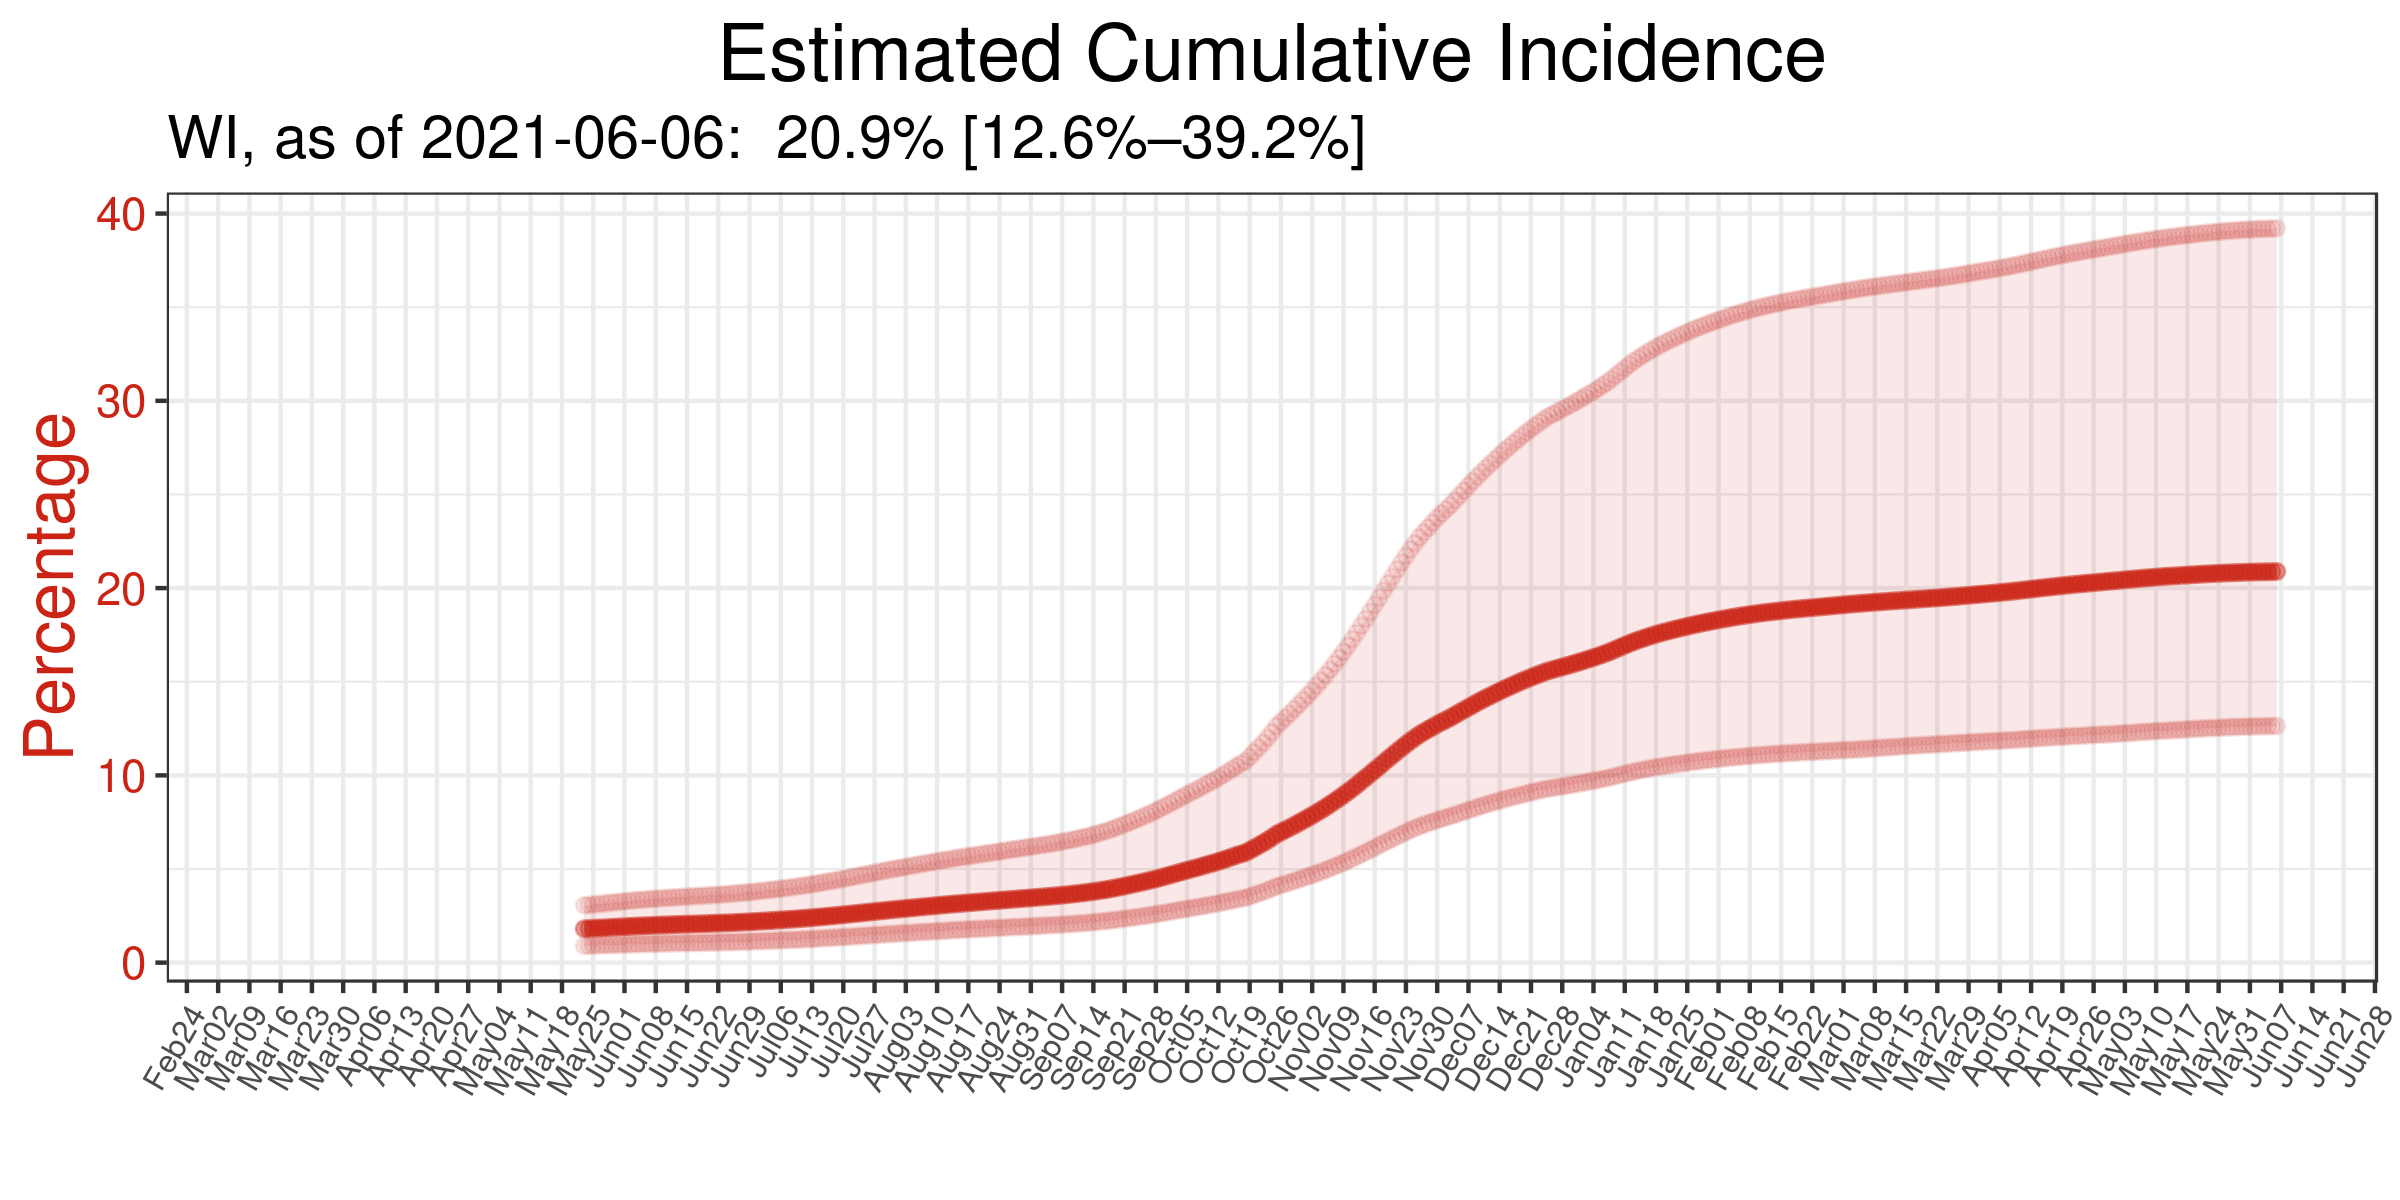 Estimated Cumulative Incidence
WI, as of 2021-06-06:  20.9% [12.6%–39.2%]
Percentage
40
30
20
10
0
Feb24
Mar02
Mar09
Mar16
Mar23
Mar30
Apr06
Apr13
Apr20
Apr27
May04
May11
May18
May25
Jun01
Jun08
Jun15
Jun22
Jun29
Jul06
Jul13
Jul20
Jul27
Aug03
Aug10
Aug17
Aug24
Aug31
Sep07
Sep14
Sep21
Sep28
Oct05
Oct12
Oct19
Oct26
Nov02
Nov09
Nov16
Nov23
Nov30
Dec07
Dec14
Dec21
Dec28
Jan04
Jan11
Jan18
Jan25
Feb01
Feb08
Feb15
Feb22
Mar01
Mar08
Mar15
Mar22
Mar29
Apr05
Apr12
Apr19
Apr26
May03
May10
May17
May24
May31
Jun07
Jun14
Jun21
Jun28